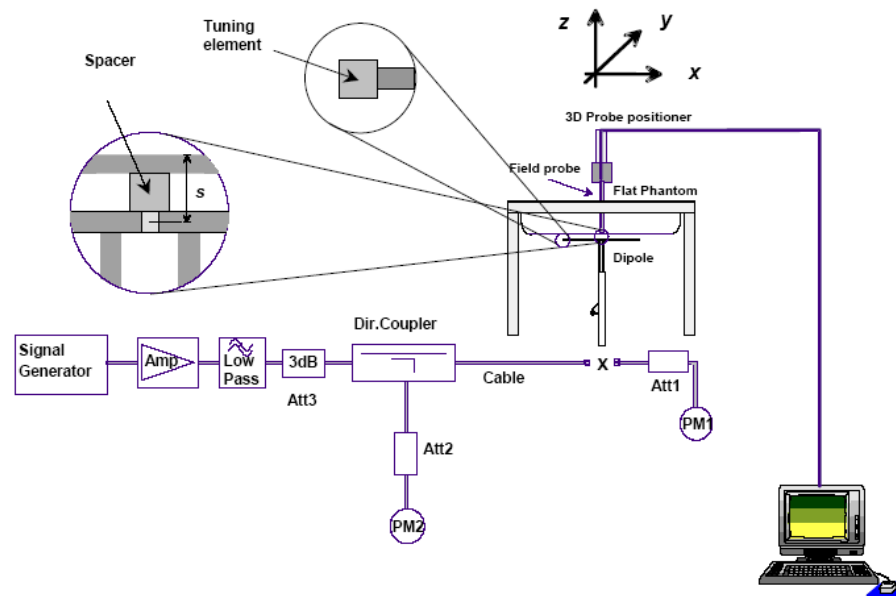 Tuning
element
Spacer
s
z
y
x
3D Probe positioner
Field probe
Flat Phantom
Dipole
Signal
Generator
Amp
Low
Pass
3dB
Att3
Dir.Coupler
Cable
X
Att1
PM1
Att2
PM2